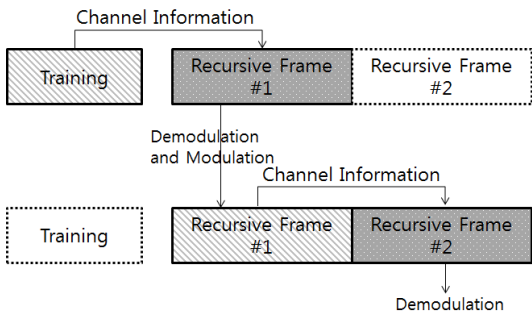 Channel Information
Training
Recursive Frame
#1
Recursive Frame
#2
Demodulation
and Modulation
Channel Information
Training
Recursive Frame
#1
Recursive Frame
#2
Demodulation